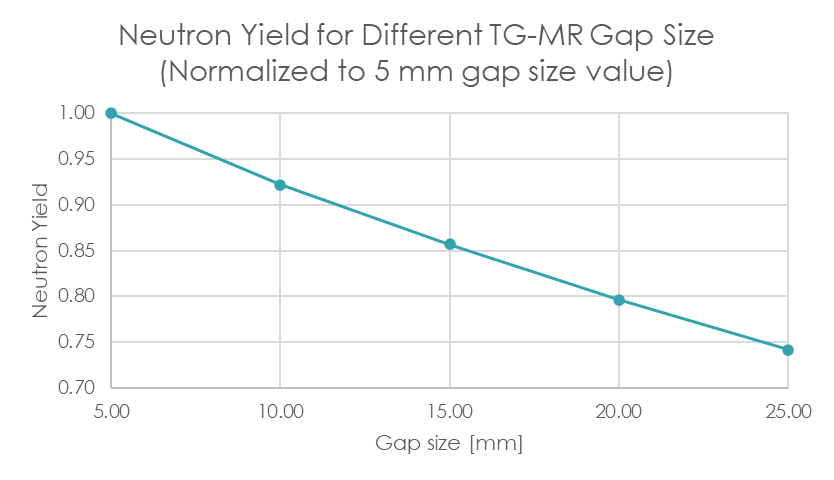 Neutron Yield for Different TG-MR Gap Size
(Normalized to 5 mm gap size value)
Neutron Yield
1.00
0.95
0.90
0.85
0.80
0.75
0.70
5.00 10.00 15.00 20.00 25.00
Gap size [mm]